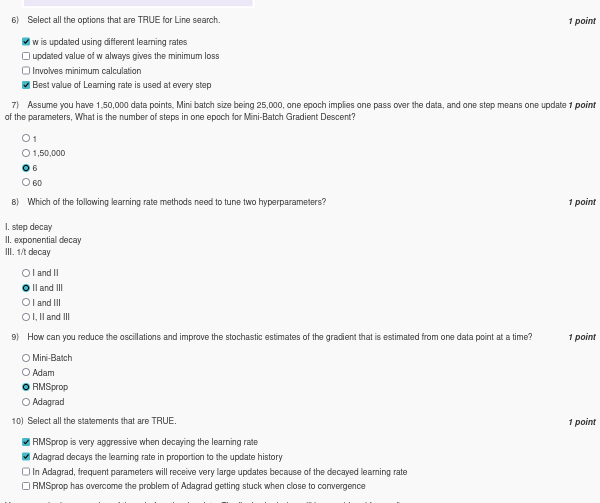 6) Select all the options that are TRUE for Line search. 1 point
w is updated using different learning rates
updated value of w always gives the minimum loss
Involves minimum calculation
Best value of Learning rate is used at every step
7) Assume you have 1,50,000 data points, Mini batch size being 25,000, one epoch implies one pass over the data, and one step means one update 1 point
of the parameters, What is the number of steps in one epoch for Mini-Batch Gradient Descent?
1
1,50,000
6
60
8) Which of the following learning rate methods need to tune two hyperparameters? 1 point
I. step decay
II. exponential decay
III. 1/t decay
I and II
II and III
I and III
I, II and III
9) How can you reduce the oscillations and improve the stochastic estimates of the gradient that is estimated from one data point at a time? 1 point
Mini-Batch
Adam
RMSprop
Adagrad
10) Select all the statements that are TRUE. 1 point
RMSprop is very aggressive when decaying the learning rate
Adagrad decays the learning rate in proportion to the update history
In Adagrad, frequent parameters will receive very large updates because of the decayed learning rate
RMSprop has overcome the problem of Adagrad getting stuck when close to convergence